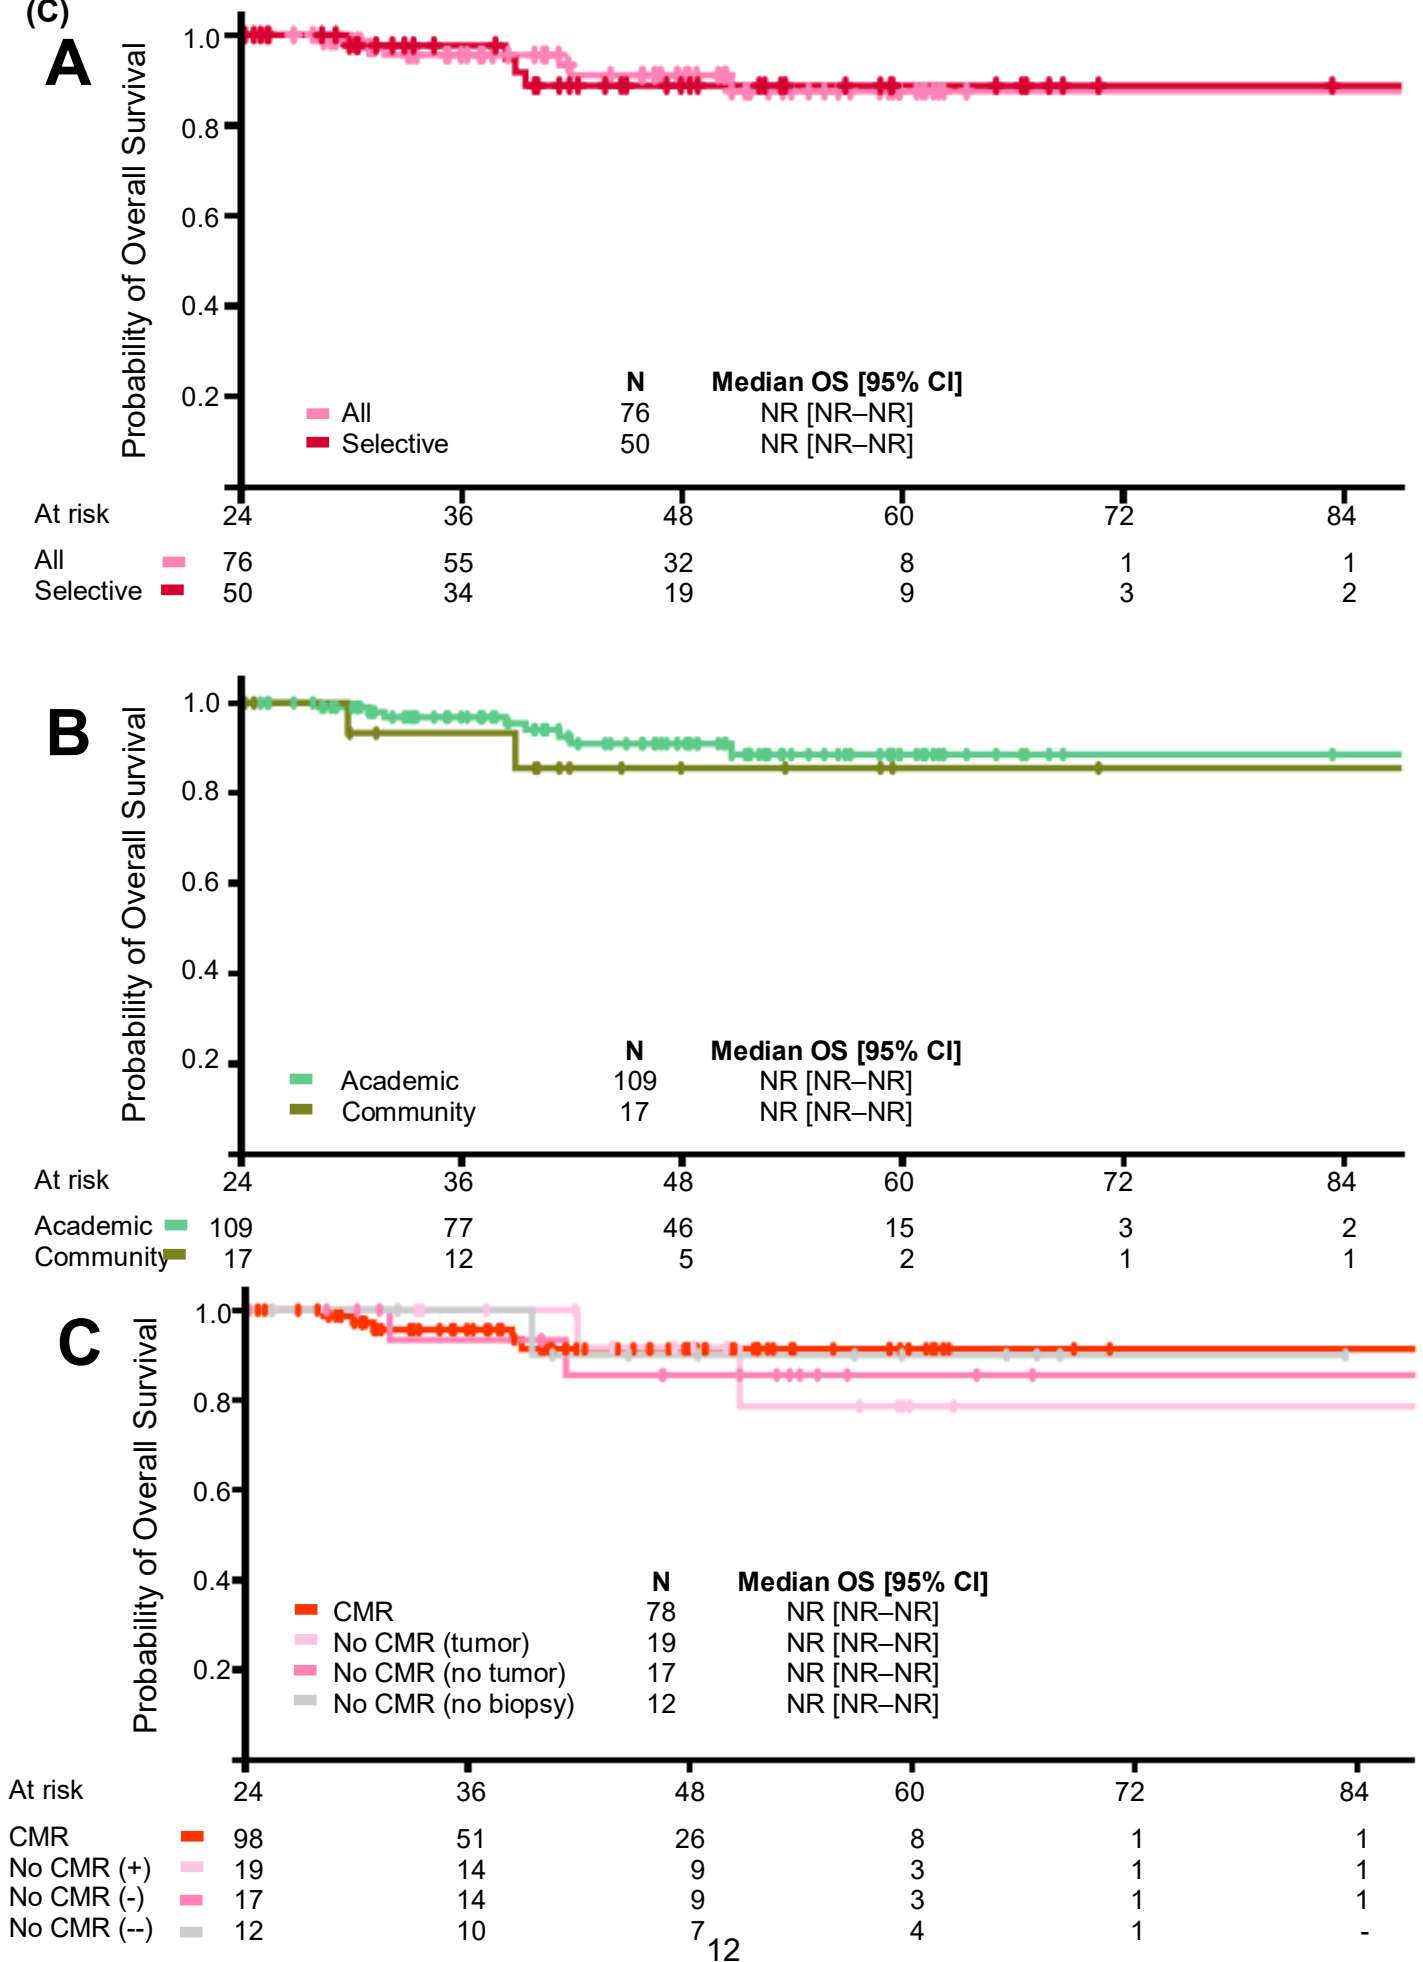 (C)
A
Probability of Overall Survival
1.0
0.8
0.6
0.4
0.2
N Median OS [95% CI]
All 76 NR [NR–NR]
Selective 50 NR [NR–NR]
At risk 24 36 48 60 72 84
All 76 55 32 8 1 1
Selective 50 34 19 9 3 2
B
Probability of Overall Survival
1.0
0.8
0.6
0.4
0.2
N Median OS [95% CI]
Academic 109 NR [NR–NR]
Community 17 NR [NR–NR]
At risk 24 36 48 60 72 84
Academic 109 77 46 15 3 2
Community 17 12 5 2 1 1
C
Probability of Overall Survival
1.0
0.8
0.6
0.4
0.2
N Median OS [95% CI]
CMR 78 NR [NR–NR]
No CMR (tumor) 19 NR [NR–NR]
No CMR (no tumor) 17 NR [NR–NR]
No CMR (no biopsy) 12 NR [NR–NR]
At risk 24 36 48 60 72 84
CMR 98 51 26 8 1 1
No CMR (+) 19 14 9 3 1 1
No CMR (-) 17 14 9 3 1 1
No CMR (--) 12 10 7 4 1 -
12